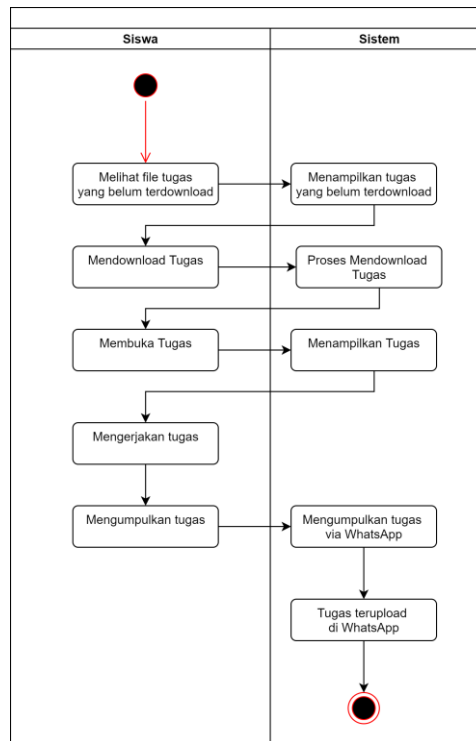 Siswa
Sistem
Melihat file tugas
yang belum terdownload
Menampilkan tugas
yang belum terdownload
Mendownload Tugas
Proses Mendownload
Tugas
Membuka Tugas
Menampilkan Tugas
Mengerjakan tugas
Mengumpulkan tugas
Mengumpulkan tugas
via WhatsApp
Tugas terupload
di WhatsApp